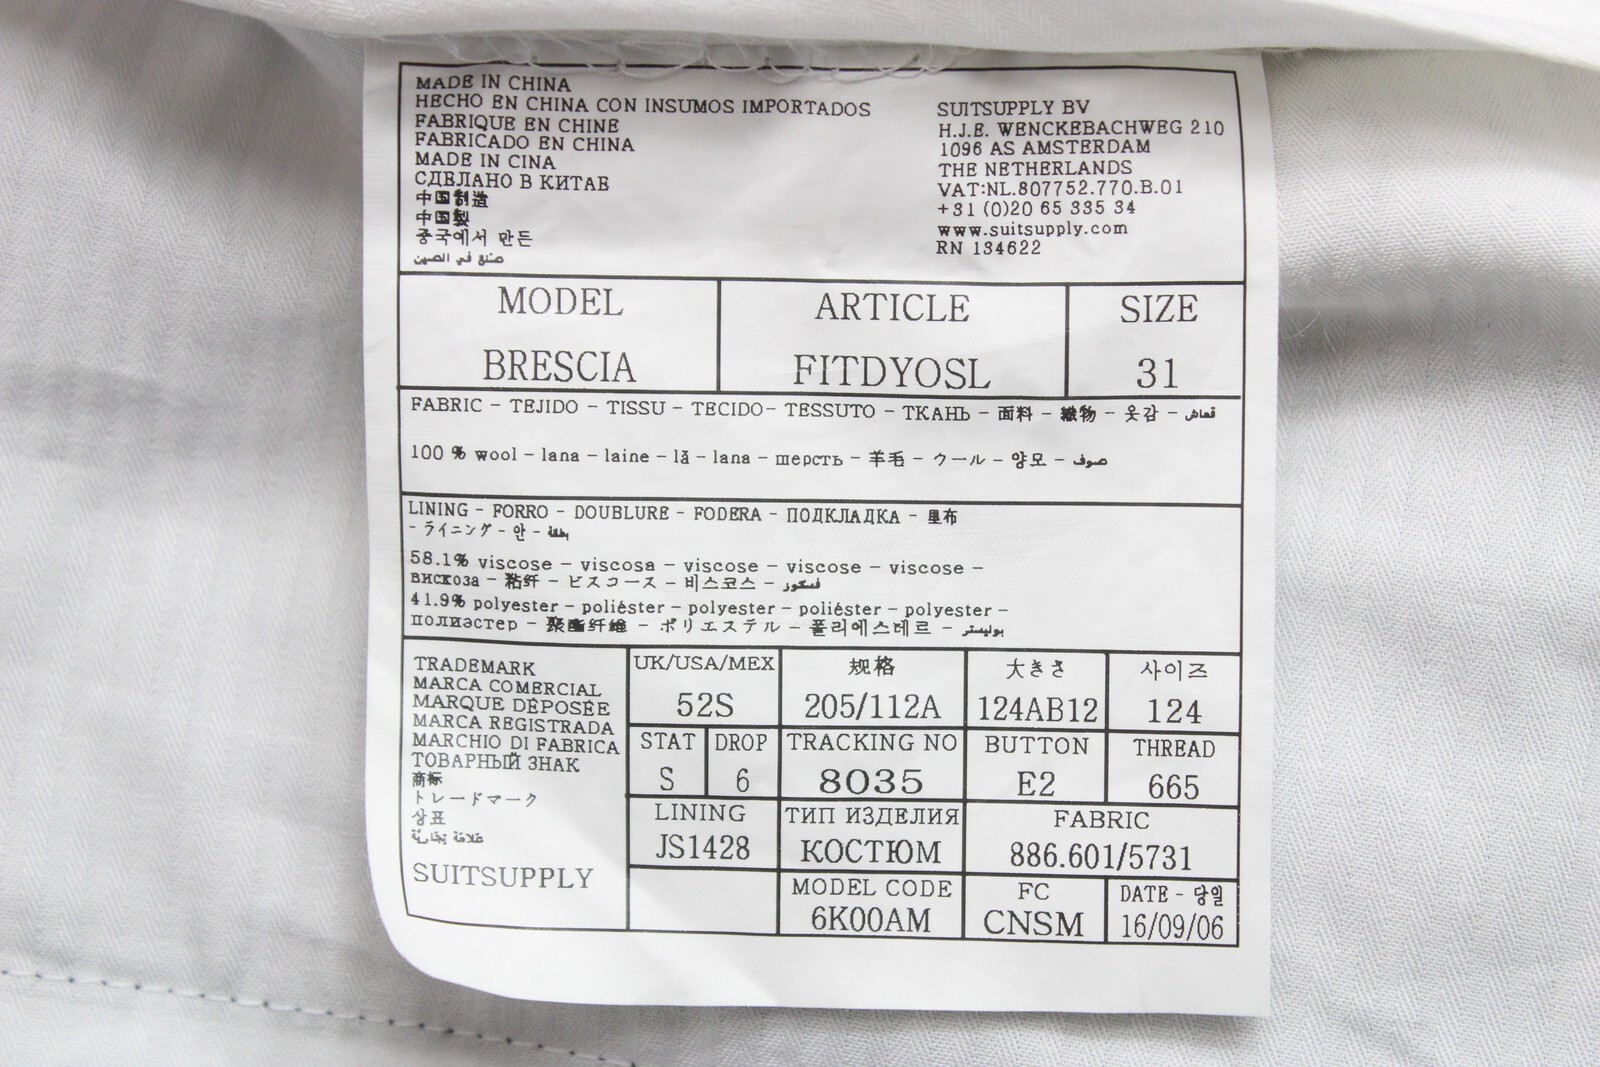 MADE IN CHINA
HECHO EN CHINA CON INSUMOS IMPORTADOS
FABRIQUE EN CHINE
FABRICADO EN CHINA
MADE IN CINA
СДЕЛАНО В КИТАЕ
中国制造
中国製
중국에서 만든
صنع في الصين
SUITSUPPLY BV
H.J.E. WENCKEBACHWEG 210
1096 AS AMSTERDAM
THE NETHERLANDS
VAT:NL.807752.770.B.01
+31 (0)20 65 335 34
www.suitsupply.com
RN 134622
MODEL
BRESCIA
ARTICLE
FITDYOSL
SIZE
31
FABRIC - TEJIDO - TISSU - TECIDO- TESSUTO - ТКАНЬ - 面料 - 織物 - 옷감 - قماش
100 % wool - lana - laine - lã - lana - шерсть - 羊毛 - ウール - 양모 - صوف
LINING - FORRO - DOUBLURE - FODERA - ПОДКЛАДКА - 里布
- ライニング - 안 -
58.1% viscose - viscosa - viscose - viscose - viscose -
вискоза - 粘纤 - ビスコース - 비스코스 - فسكوز
41.9% polyester - poliéster - polyester - poliéster - polyester -
полиэстер - 聚酯纤维 - ポリエステル - 폴리에스테르 - بوليستر
TRADEMARK
MARCA COMERCIAL
MARQUE DÉPOSÉE
MARCA REGISTRADA
MARCHIO DI FABRICA
ТОВАРНЫЙ ЗНАК
商标
トレードマーク
상표
علامة تجارية
SUITSUPPLY
UK/USA/MEX
52S
规格
205/112A
大きさ
124AB12
사이즈
124
STAT
S
DROP
6
TRACKING NO
8035
BUTTON
E2
THREAD
665
LINING
JS1428
ТИП ИЗДЕЛИЯ
КОСТЮМ
FABRIC
886.601/5731
MODEL CODE
6K00AM
FC
CNSM
DATE - 당일
16/09/06